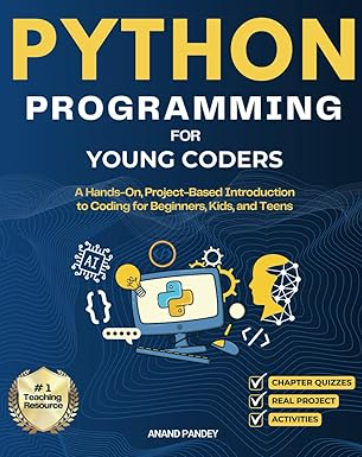 PYTHON
PROGRAMMING
FOR
YOUNG CODERS
A Hands-On, Project-Based Introduction
to Coding for Beginners, Kids, and Teens
AI
# 1
Teaching
Resource
CHAPTER QUIZZES
REAL PROJECT
ACTIVITIES
ANAND PANDEY